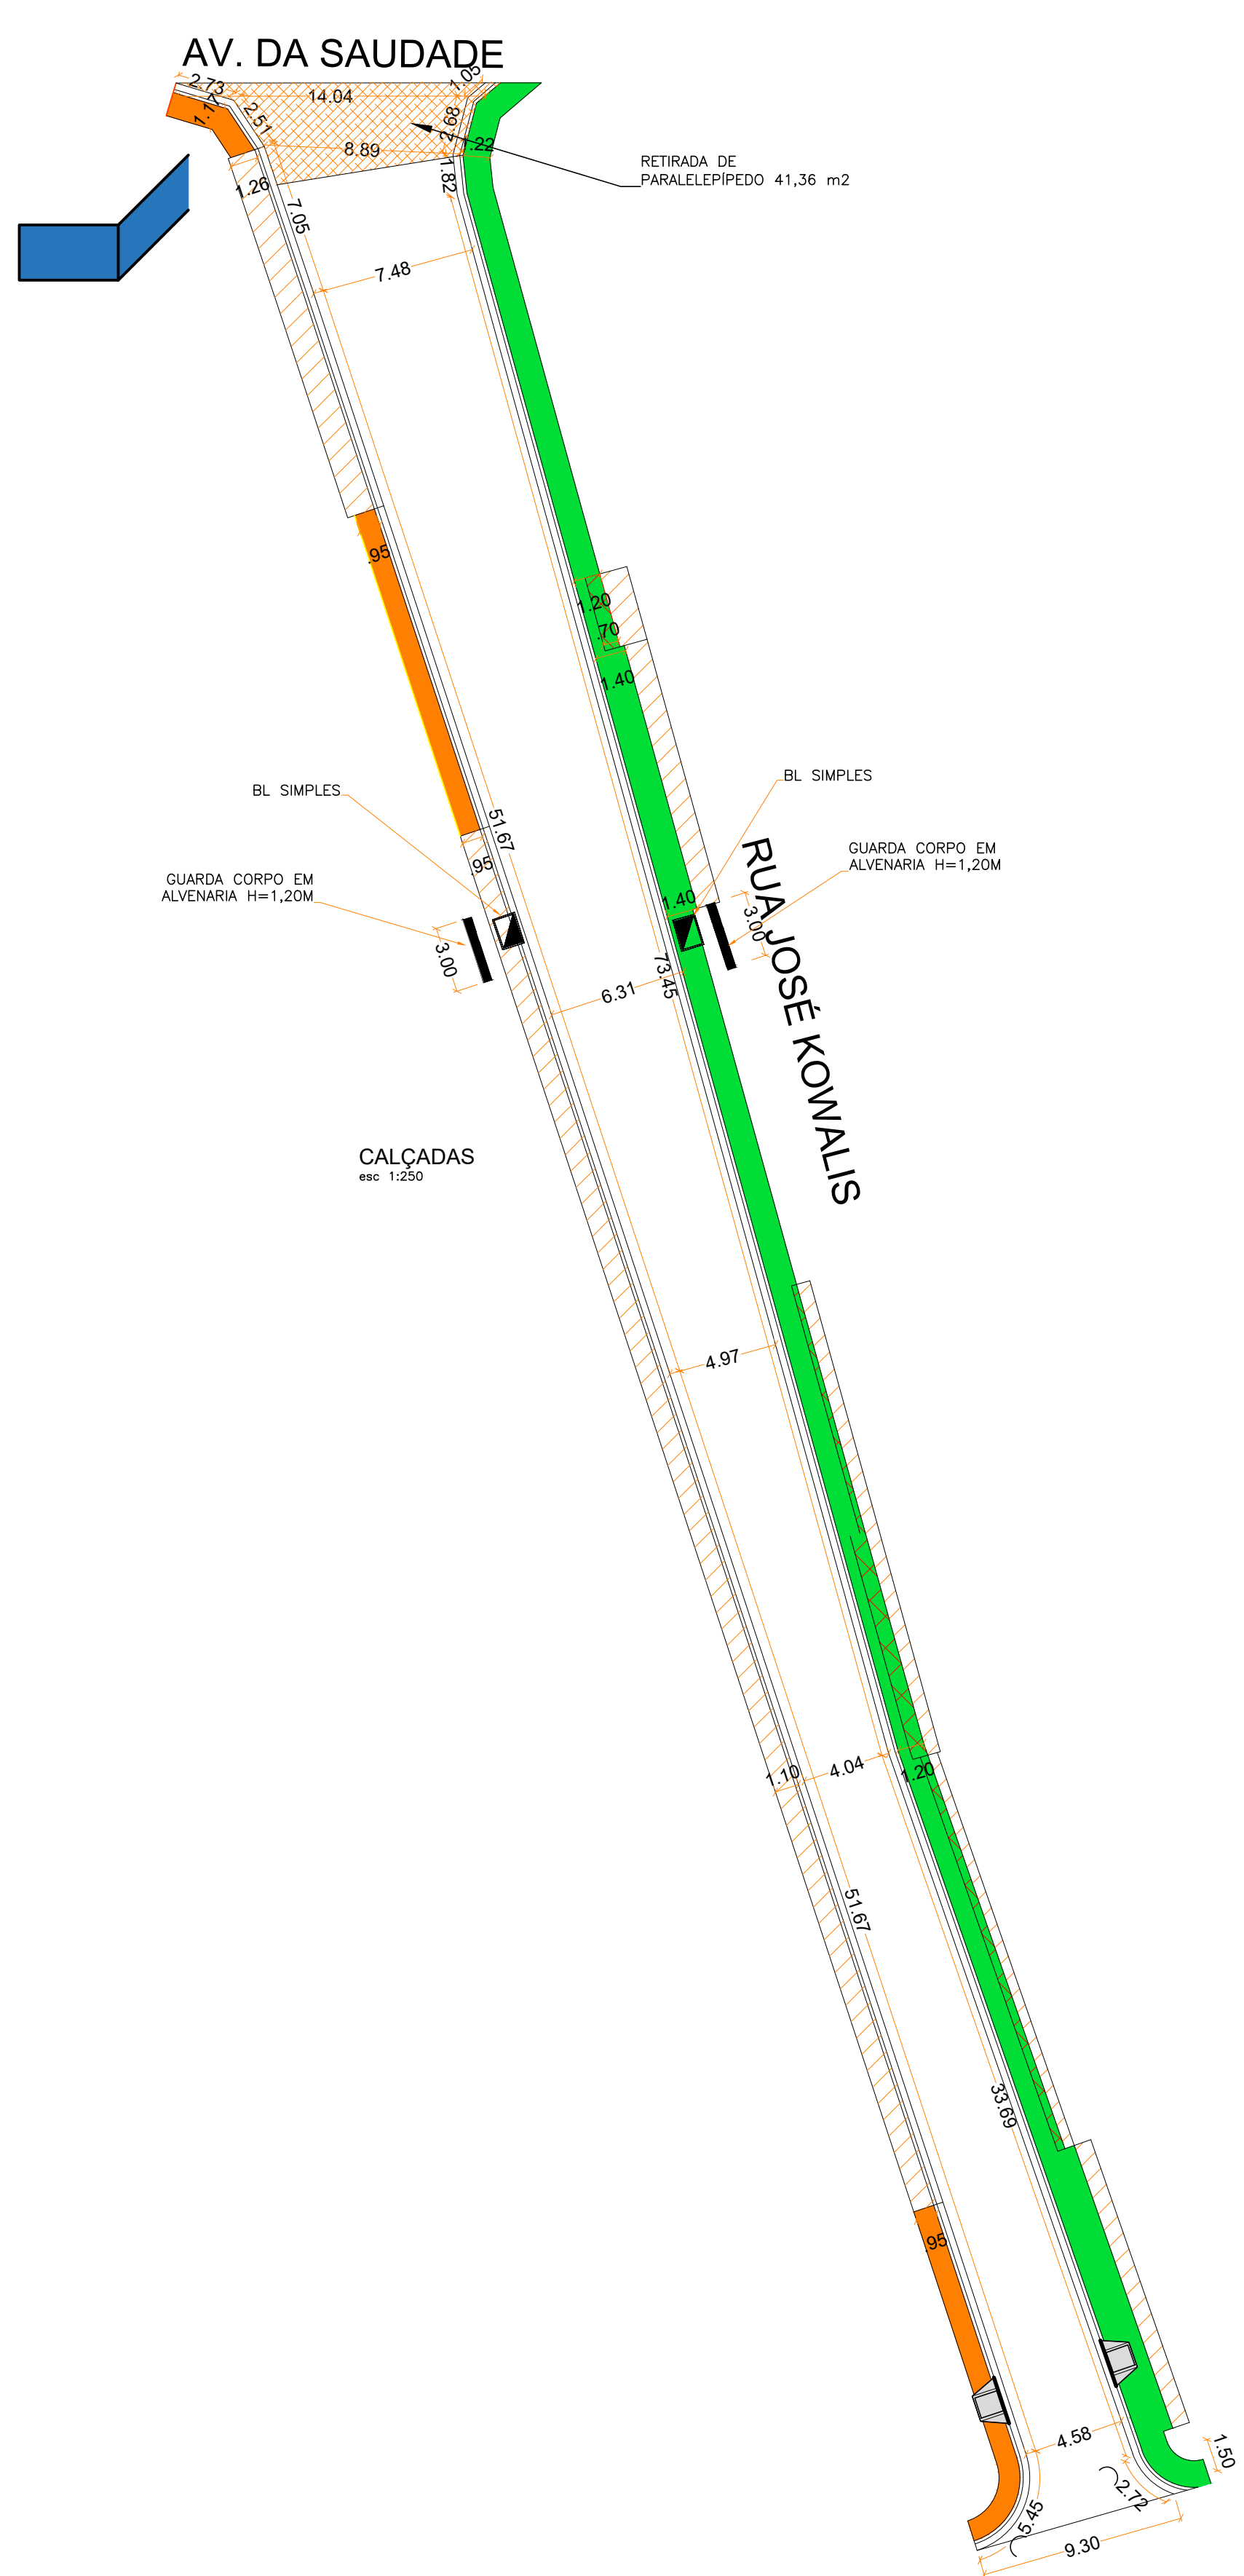 AV. DA SAUDADE
2.73
14.04
1.05
1.17
2.51
2.68
8.89
.22
RETIRADA DE
PARALELEPÍPEDO 41,36 m2
1.26
1.82
7.05
7.48
.95
1.20
.70
1.40
BL SIMPLES
BL SIMPLES
51.67
.95
GUARDA CORPO EM
ALVENARIA H=1,20M
GUARDA CORPO EM
ALVENARIA H=1,20M
1.40
3.00
3.00
73.45
6.31
RUA JOSÉ KOWALIS
CALÇADAS
esc 1:250
4.97
1.10
4.04
1.20
51.67
33.69
.95
4.58
1.50
2.72
5.45
9.30